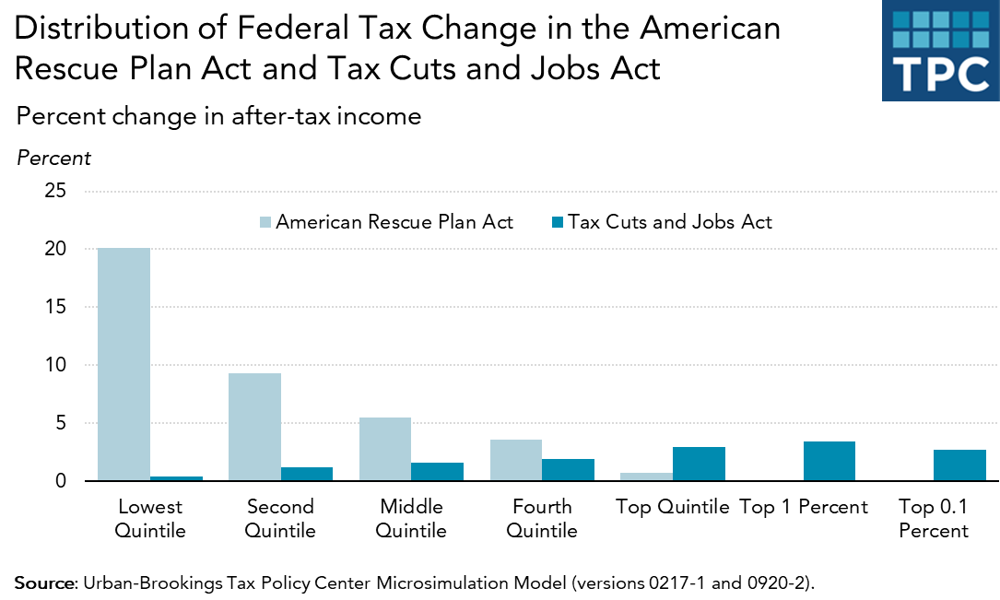 Distribution of Federal Tax Change in the American
Rescue Plan Act and Tax Cuts and Jobs Act
TPC
Percent change in after-tax income
Percent
25
American Rescue Plan Act
Tax Cuts and Jobs Act
20
15
10
5
0
Lowest
Quintile
Second
Quintile
Middle
Quintile
Fourth
Quintile
Top Quintile
Top 1 Percent
Top 0.1
Percent
Source: Urban-Brookings Tax Policy Center Microsimulation Model (versions 0217-1 and 0920-2).